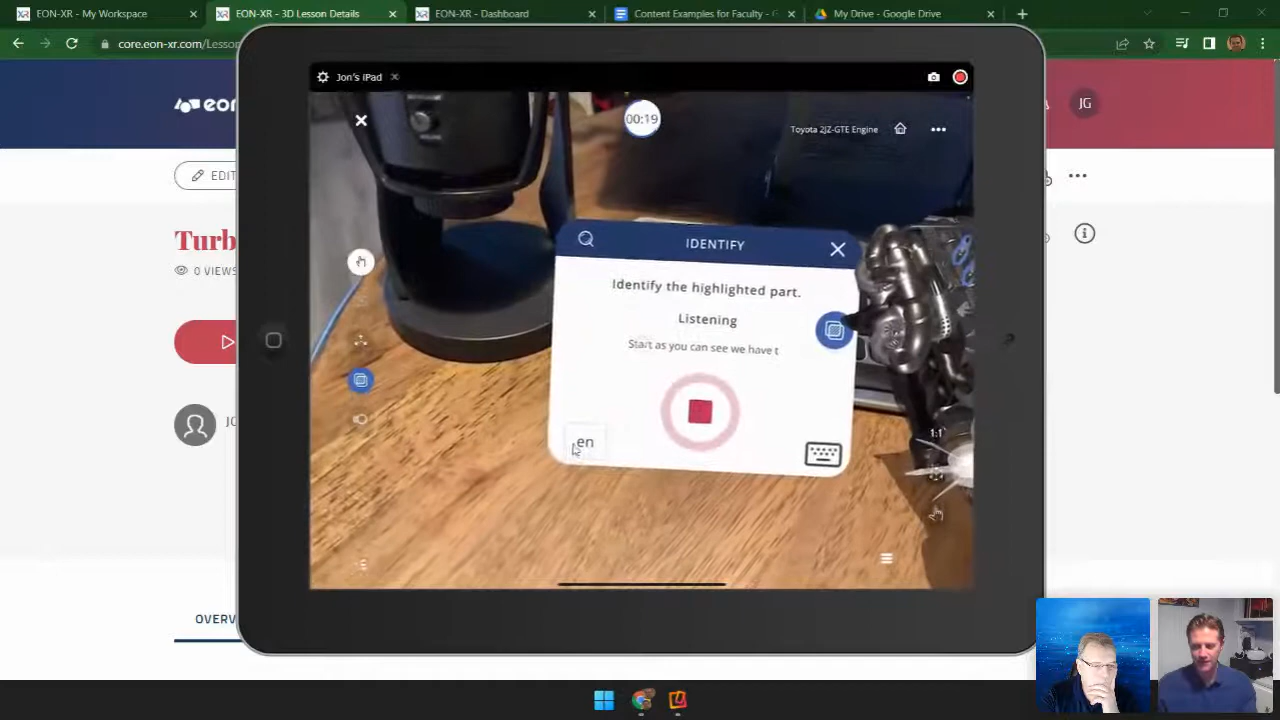 EON-XR - My Workspace
EON-XR - 3D Lesson Details
EON-XR - Dashboard
Content Examples for Faculty - G
My Drive - Google Drive
core.eon-xr.com/Lesso
Jon's iPad
eon
00:19
Toyota 2JZ-GTE Engine
JG
EDIT
IDENTIFY
Turb
0 VIEWS
Identify the highlighted part.
Listening
Start as you can see we have t
en
1:1
OVERV